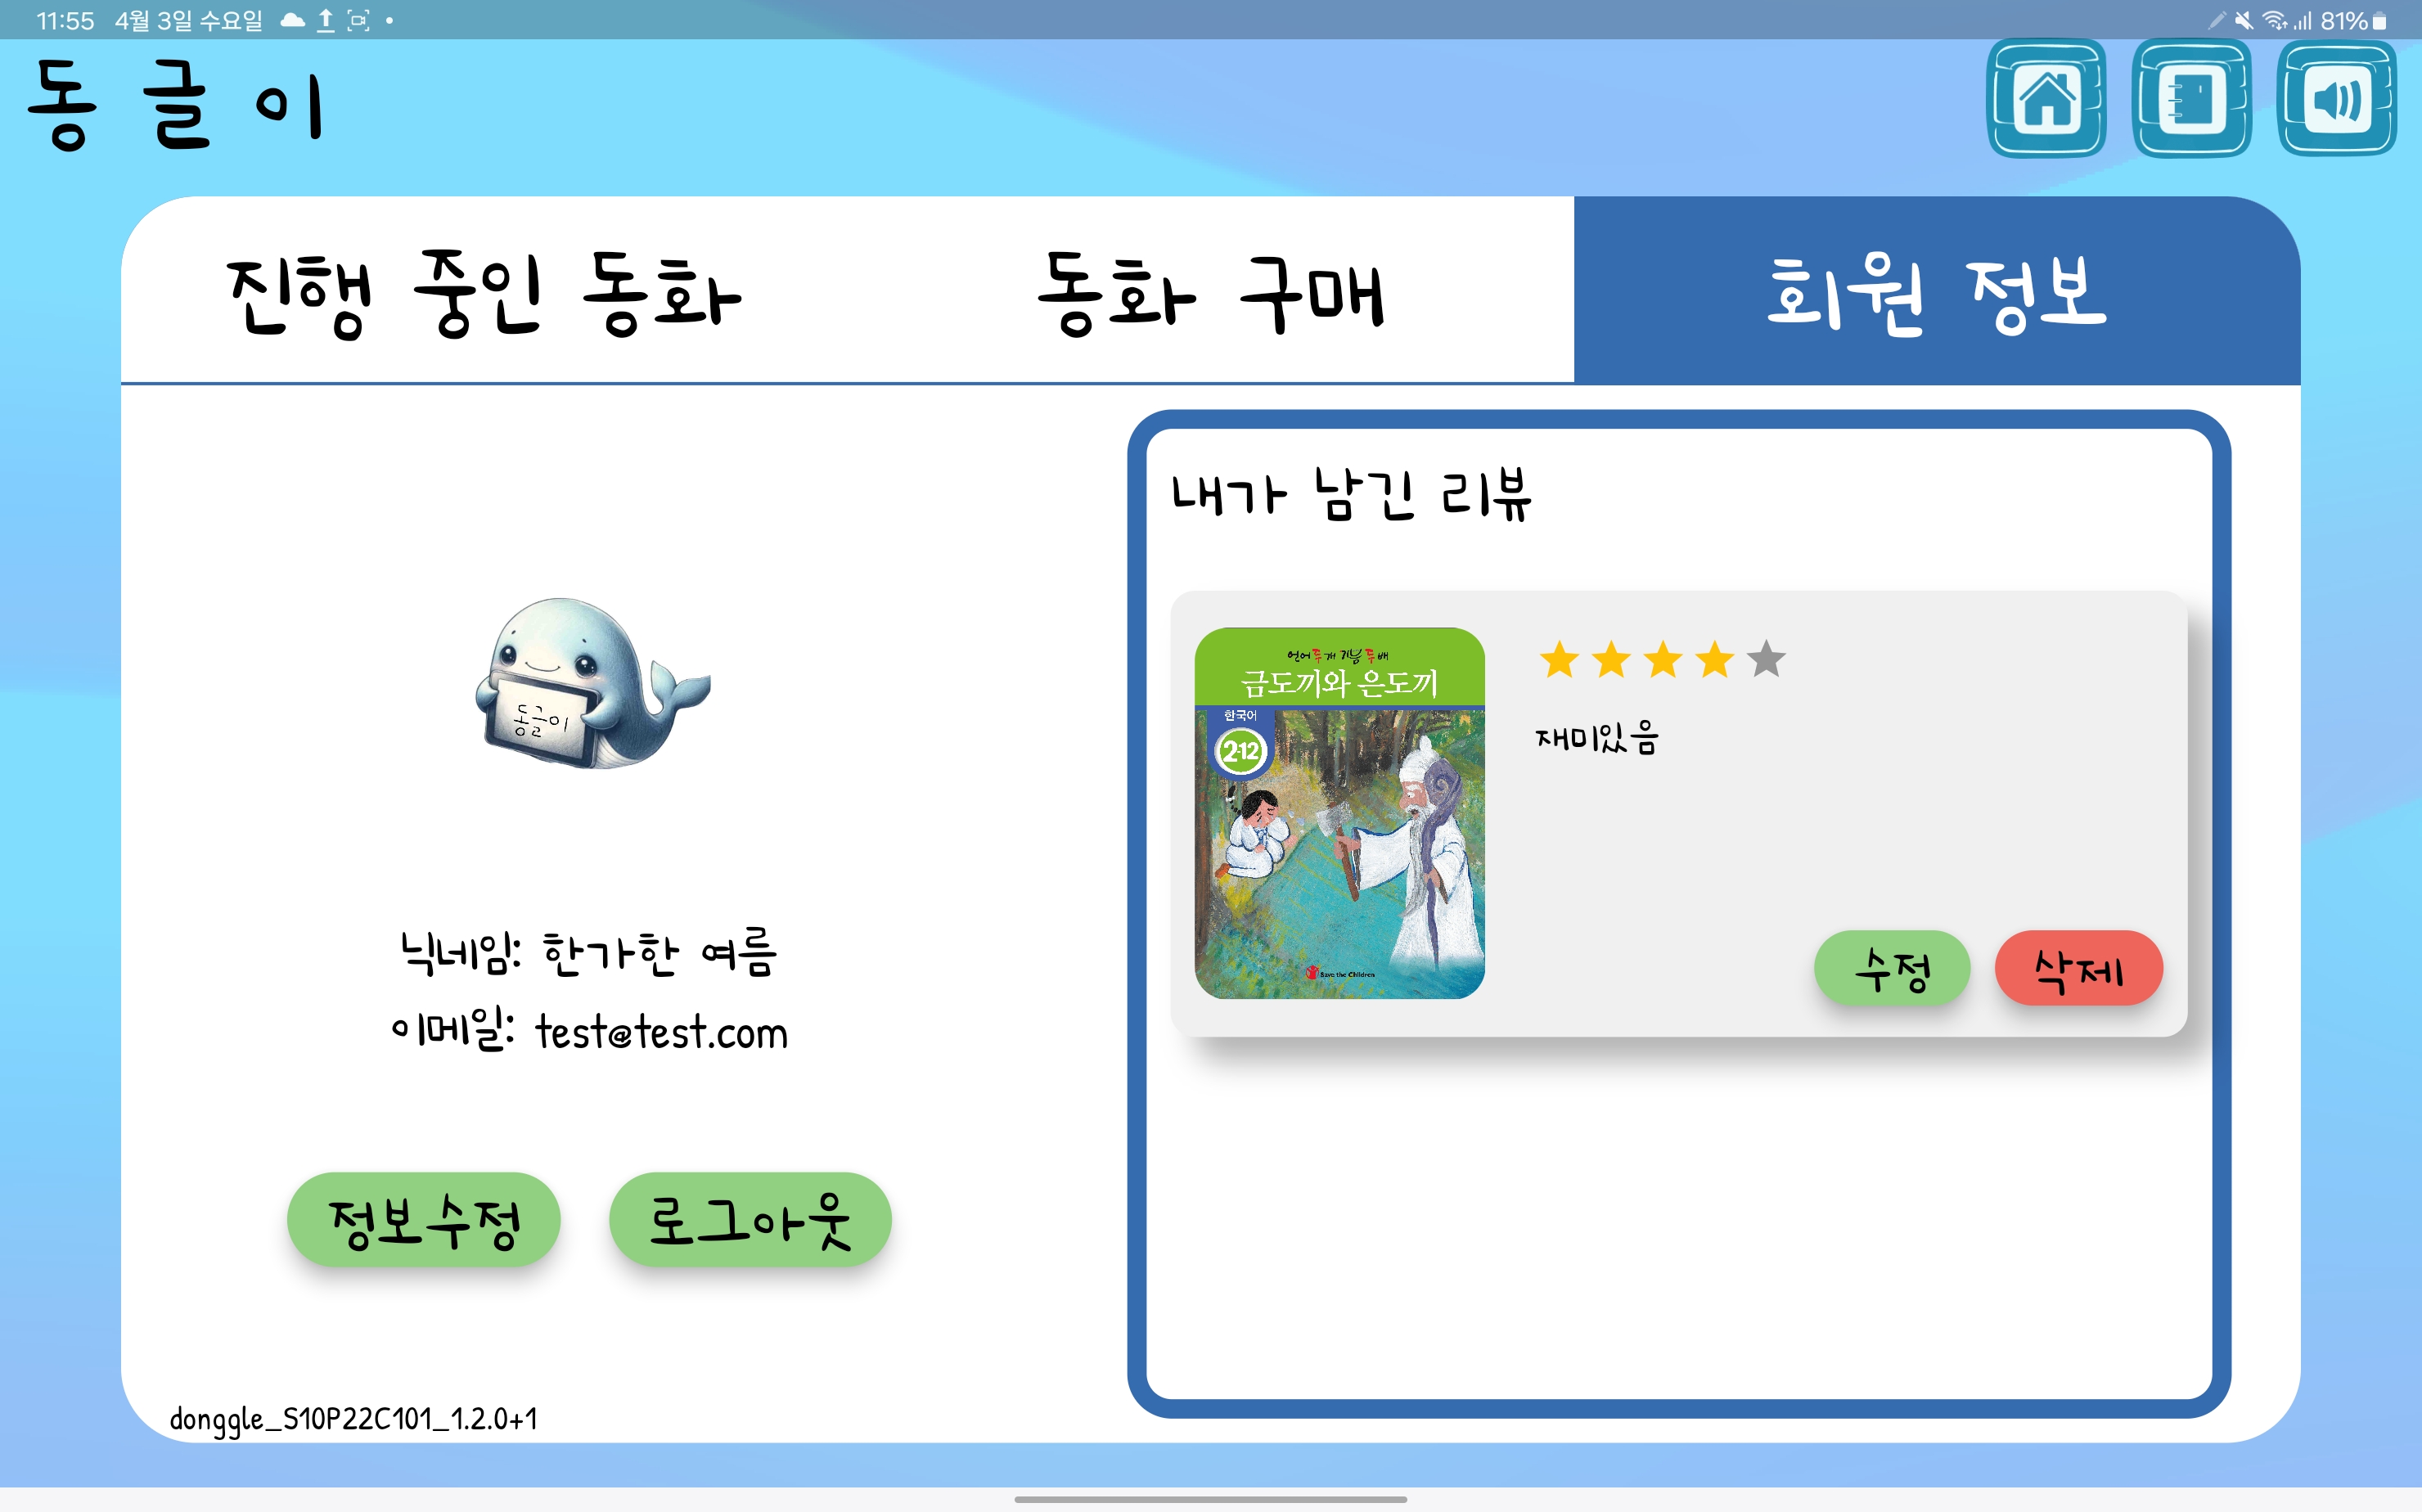 11:55 4월 3일 수요일
81%
동글이
진행 중인 동화
동화 구매
회원 정보
동글이
닉네임: 한가한 여름
이메일: test@test.com
정보수정
로그아웃
donggle_S10P22C101_1.2.0+1
내가 남긴 리뷰
언어 두 개 기쁨 두 배
금도끼와 은도끼
한국어
2·12
Save the Children
재미있음
수정
삭제